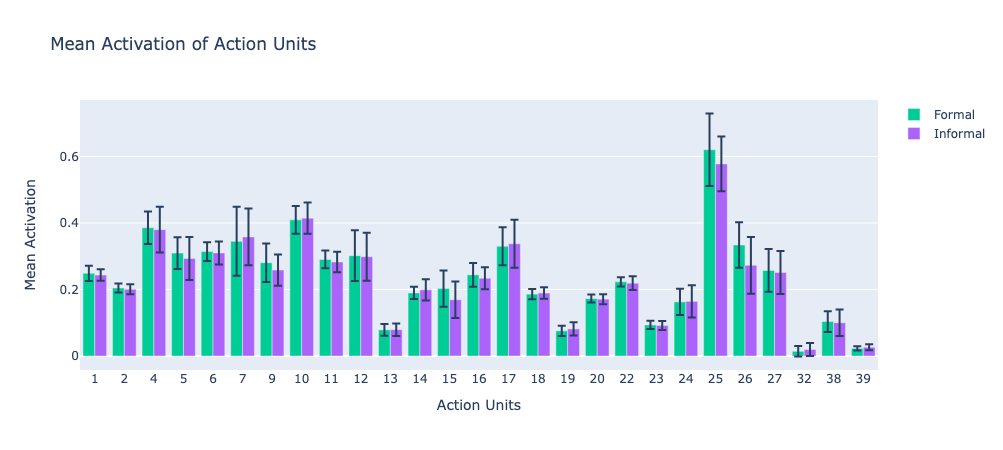 Mean Activation of Action Units
Formal
Informal
Mean Activation
0.6
0.4
0.2
0
1 2 4 5 6 7 9 10 11 12 13 14 15 16 17 18 19 20 22 23 24 25 26 27 32 38 39
Action Units